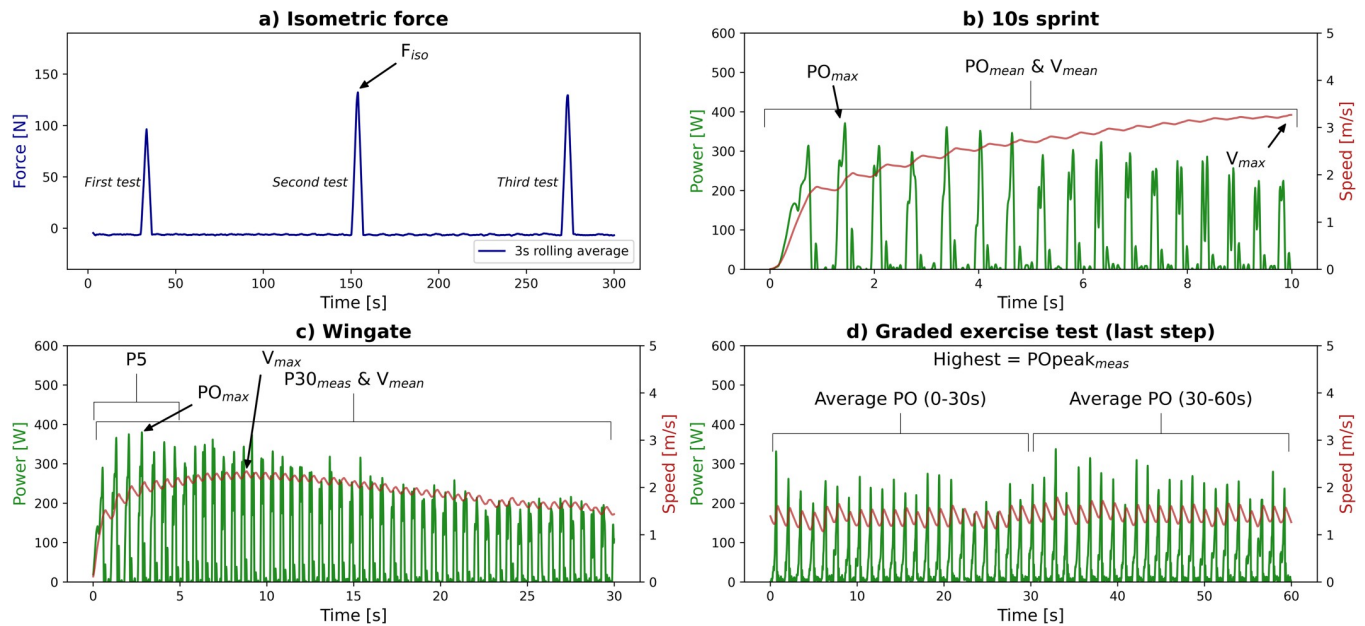 a) Isometric force
Force [N]
150
100
50
0
F_iso
First test
Second test
Third test
3s rolling average
0 50 100 150 200 250 300
Time [s]
b) 10s sprint
Power [W]
600
500
400
300
200
100
0
PO_max
PO_mean & V_mean
V_max
5
4
3
2
1
0
Speed [m/s]
0 2 4 6 8 10
Time [s]
c) Wingate
Power [W]
600
500
400
300
200
100
0
P5
V_max
P30_meas & V_mean
PO_max
5
4
3
2
1
0
Speed [m/s]
0 5 10 15 20 25 30
Time [s]
d) Graded exercise test (last step)
Power [W]
600
500
400
300
200
100
0
Highest = POpeak_meas
Average PO (0-30s)
Average PO (30-60s)
5
4
3
2
1
0
Speed [m/s]
0 10 20 30 40 50 60
Time [s]